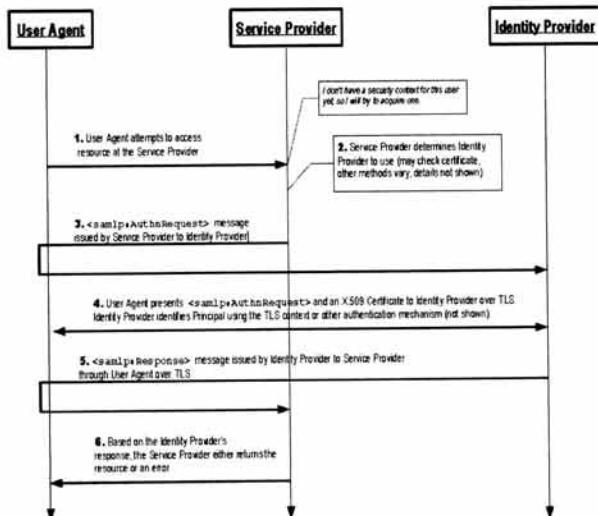 User Agent
Service Provider
Identity Provider
I don't have a security context for this user
yet, so I will try to acquire one.
1. User Agent attempts to access
resource at the Service Provider
2. Service Provider determines Identity
Provider to use (may check certificate,
other methods vary, details not shown)
3. <samlp:AuthnRequest> message
issued by Service Provider to Identity Provider
4. User Agent presents <samlp:AuthnRequest> and an X.509 Certificate to Identity Provider over TLS
Identity Provider identifies Principal using the TLS context or other authentication mechanism (not shown)
5. <samlp:Response> message issued by Identity Provider to Service Provider
through User Agent over TLS
6. Based on the Identity Provider's
response, the Service Provider either returns the
resource or an error